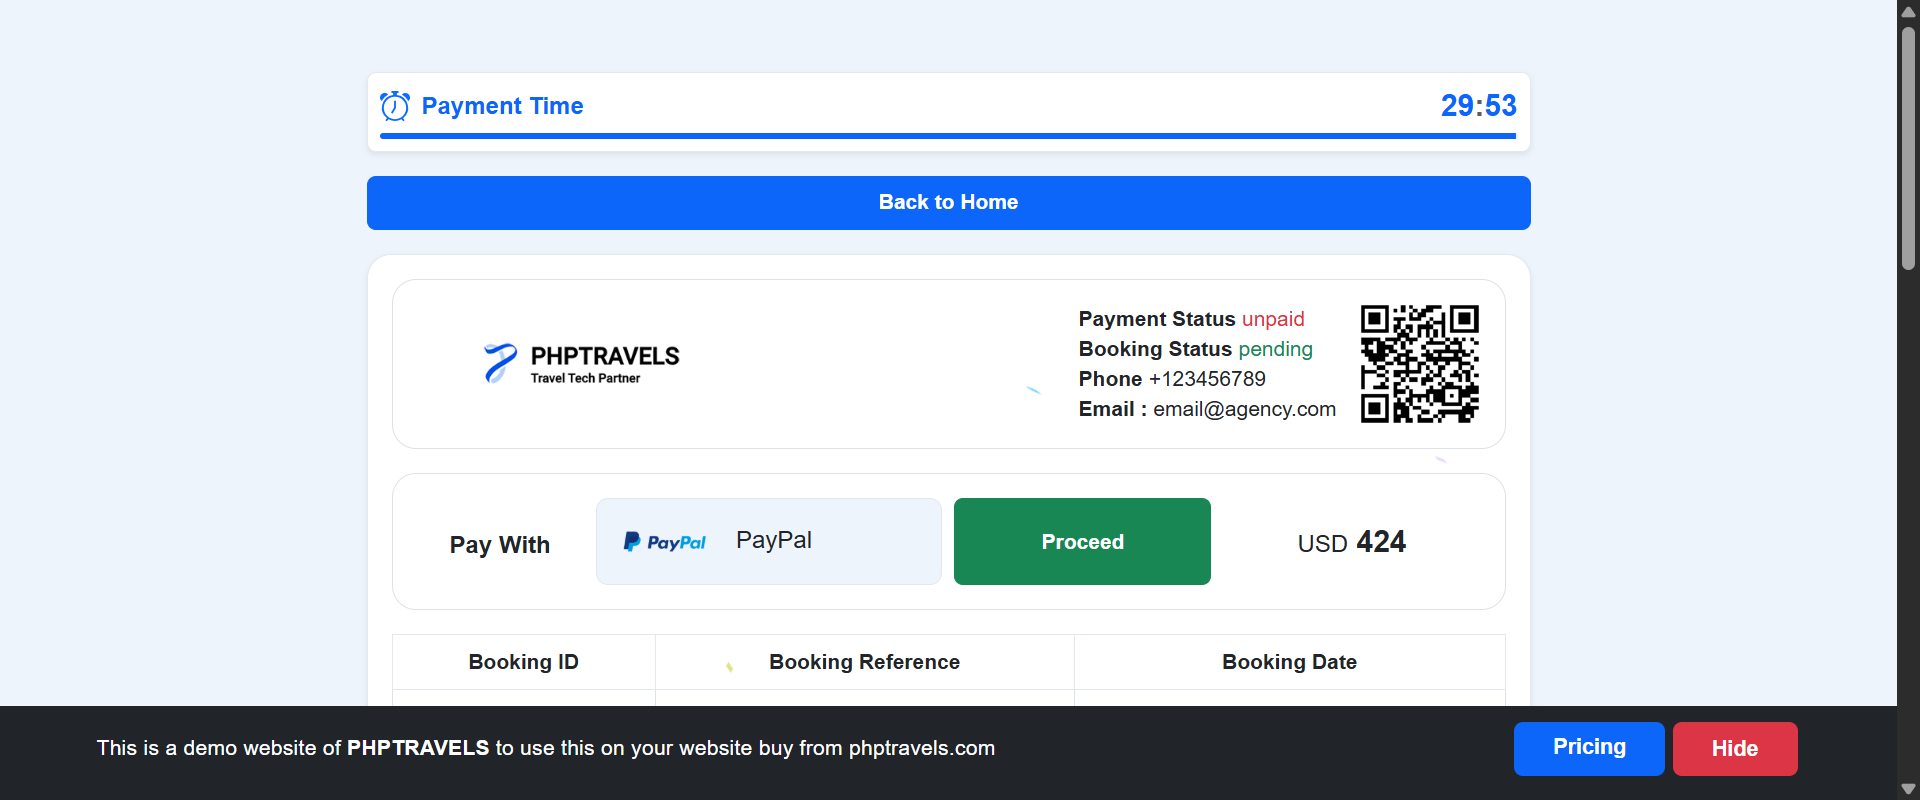 Payment Time
29:53
Back to Home
PHPTRAVELS
Travel Tech Partner
Payment Status unpaid
Booking Status pending
Phone +123456789
Email : email@agency.com
Pay With
PayPal PayPal
Proceed
USD 424
Booking ID
Booking Reference
Booking Date
This is a demo website of PHPTRAVELS to use this on your website buy from phptravels.com
Pricing
Hide